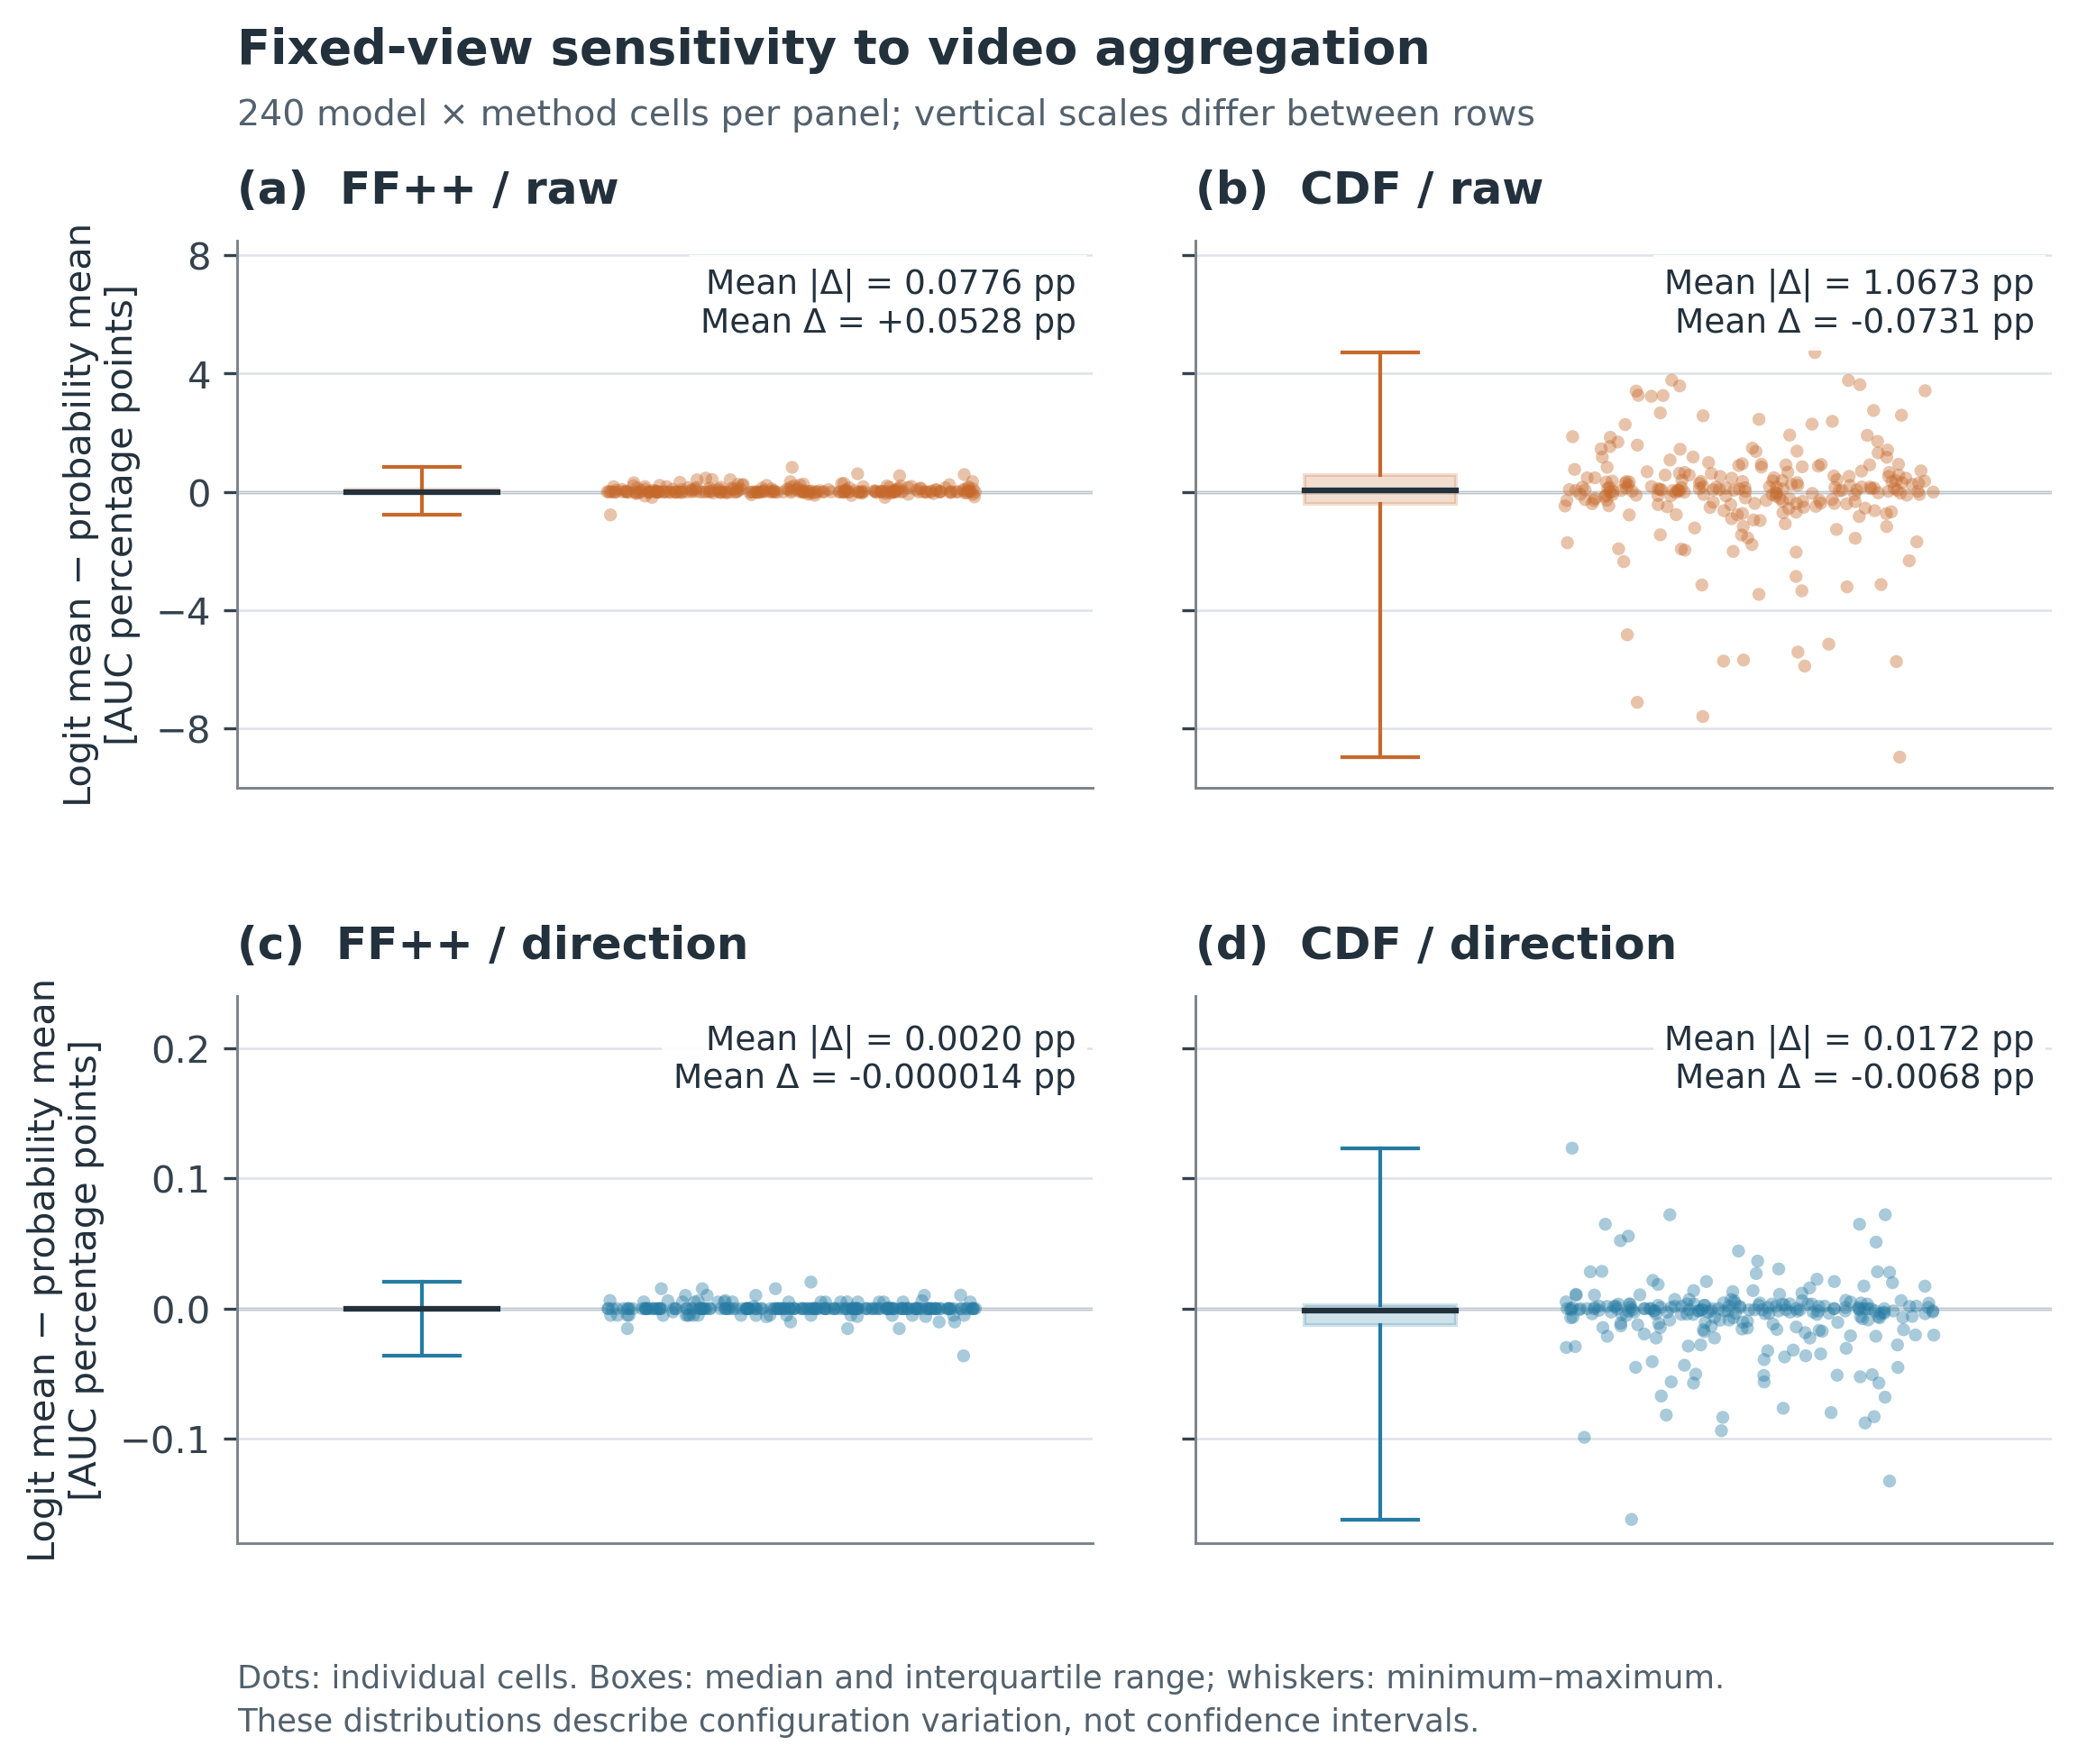 Fixed-view sensitivity to video aggregation
240 model × method cells per panel; vertical scales differ between rows
(a) FF++ / raw
Logit mean − probability mean
[AUC percentage points]
8
4
0
−4
−8
Mean |Δ| = 0.0776 pp
Mean Δ = +0.0528 pp
(b) CDF / raw
Mean |Δ| = 1.0673 pp
Mean Δ = -0.0731 pp
(c) FF++ / direction
Logit mean − probability mean
[AUC percentage points]
0.2
0.1
0.0
−0.1
Mean |Δ| = 0.0020 pp
Mean Δ = -0.000014 pp
(d) CDF / direction
Mean |Δ| = 0.0172 pp
Mean Δ = -0.0068 pp
Dots: individual cells. Boxes: median and interquartile range; whiskers: minimum–maximum.
These distributions describe configuration variation, not confidence intervals.